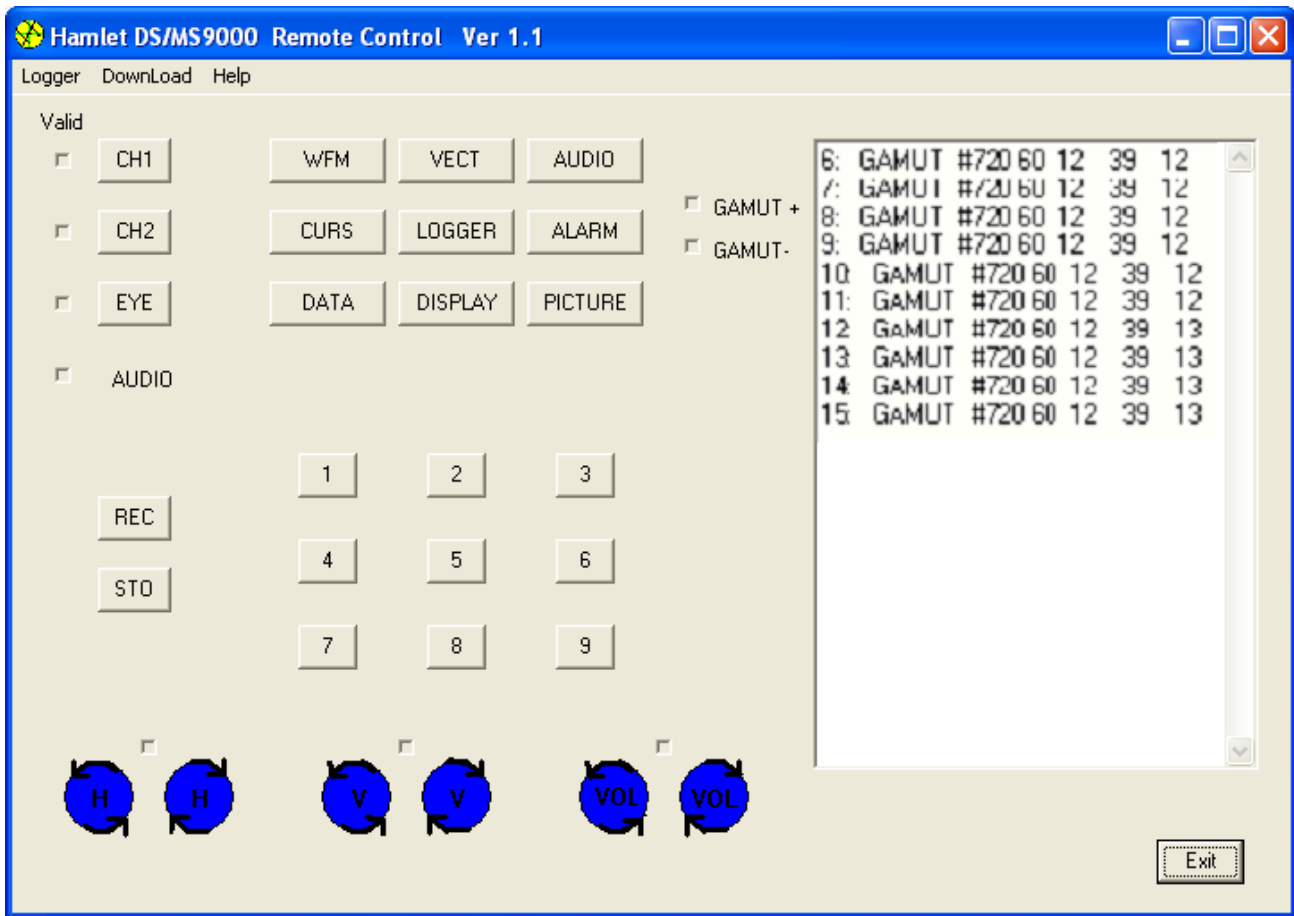 Hamlet DS/MS9000 Remote Control Ver 1.1
Logger DownLoad Help
Valid
CH1 WFM VECT AUDIO
CH2 CURS LOGGER ALARM
EYE DATA DISPLAY PICTURE
AUDIO
GAMUT +
GAMUT-
REC
STO
1 2 3
4 5 6
7 8 9
H H V V VOL VOL
6: GAMUT #720 60 12 39 12
7: GAMUT #720 60 12 39 12
8: GAMUT #720 60 12 39 12
9: GAMUT #720 60 12 39 12
10: GAMUT #720 60 12 39 12
11: GAMUT #720 60 12 39 12
12: GAMUT #720 60 12 39 13
13: GAMUT #720 60 12 39 13
14: GAMUT #720 60 12 39 13
15: GAMUT #720 60 12 39 13
Exit